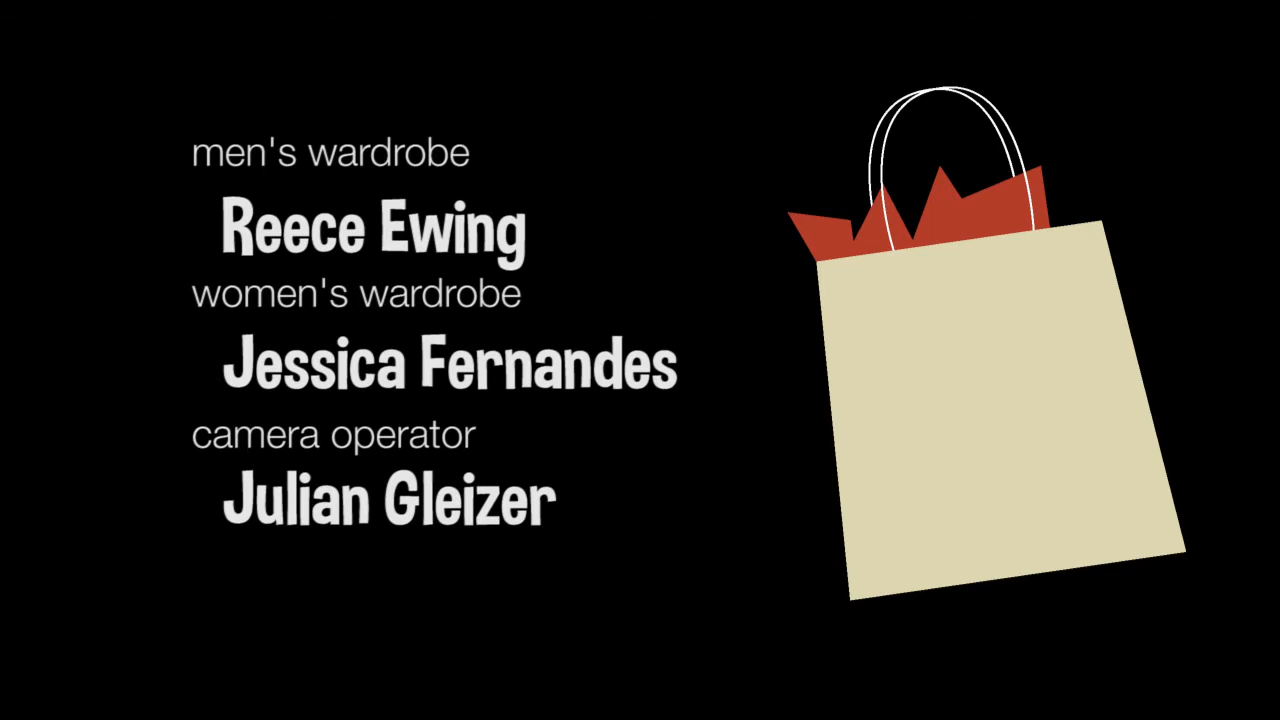 men's wardrobe
Reece Ewing
women's wardrobe
Jessica Fernandes
camera operator
Julian Gleizer